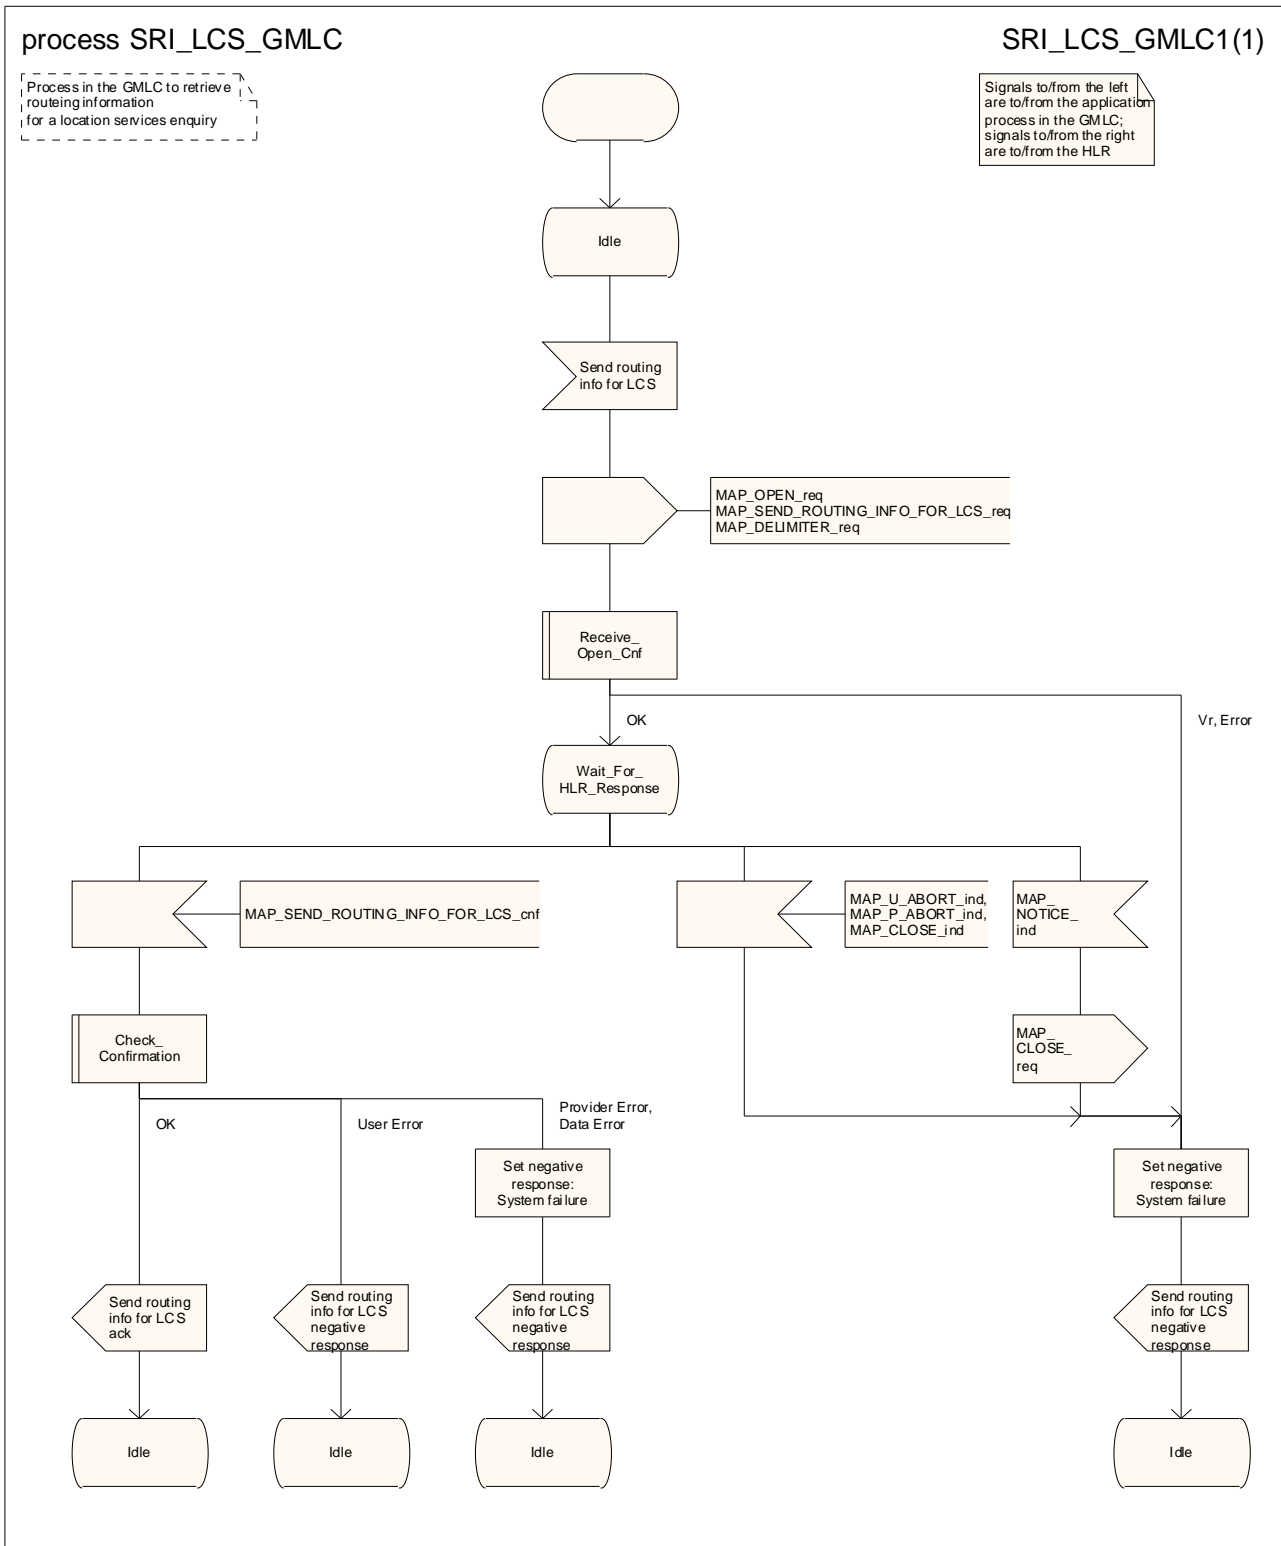 process SRI_LCS_GMLC
SRI_LCS_GMLC1(1)
Process in the GMLC to retrieve
routeing information
for a location services enquiry
Signals to/from the left
are to/from the application
process in the GMLC;
signals to/from the right
are to/from the HLR
Idle
Send routing
info for LCS
MAP_OPEN_req
MAP_SEND_ROUTING_INFO_FOR_LCS_req
MAP_DELIMITER_req
Receive_
Open_Cnf
OK
Vr, Error
Wait_For_
HLR_Response
MAP_SEND_ROUTING_INFO_FOR_LCS_cnf
MAP_U_ABORT_ind,
MAP_P_ABORT_ind,
MAP_CLOSE_ind
MAP_
NOTICE_
ind
Check_
Confirmation
MAP_
CLOSE_
req
OK
User Error
Provider Error,
Data Error
Set negative
response:
System failure
Set negative
response:
System failure
Send routing
info for LCS
ack
Send routing
info for LCS
negative
response
Send routing
info for LCS
negative
response
Send routing
info for LCS
negative
response
Idle
Idle
Idle
Idle